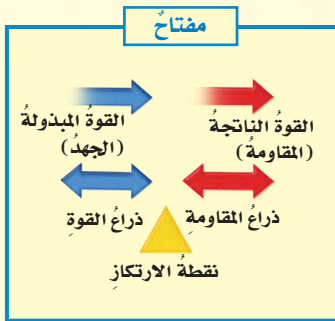 مفتاحٌ
القوةُ الناتجةُ
(المقاومةُ)
القوةُ المبذولةُ
(الجهدُ)
ذراعُ المقاومةِ
ذراعُ القوةِ
نقطةُ الارتكازِ